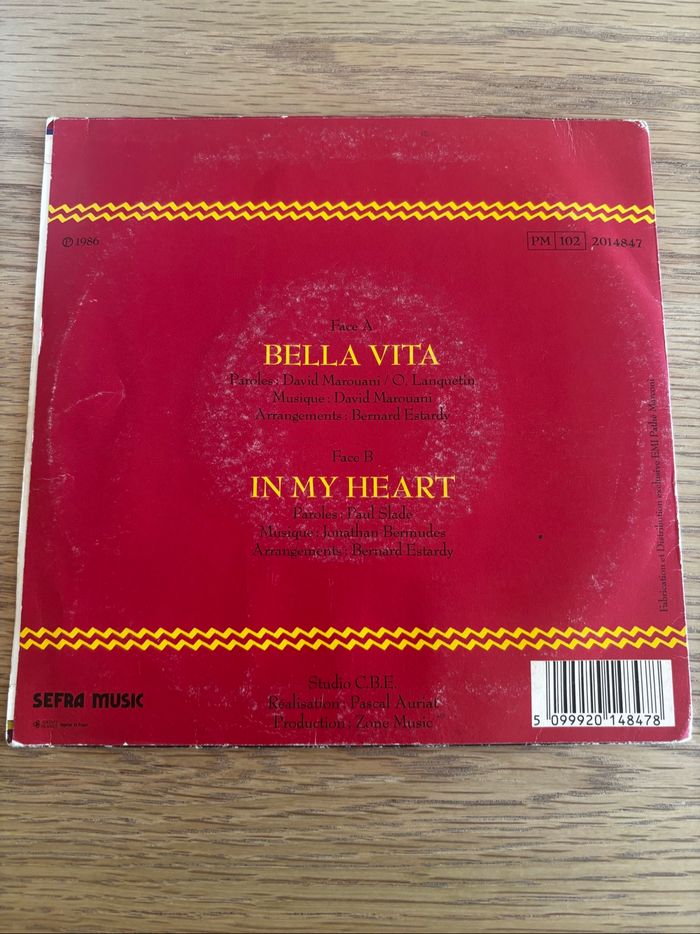 ℗ 1986
PM 102 2014847
Face A
BELLA VITA
Paroles : David Marouani / O. Lanquetin
Musique : David Marouani
Arrangements : Bernard Estardy
Face B
IN MY HEART
Paroles : Paul Slade
Musique : Jonathan Bermudes
Arrangements : Bernard Estardy
Fabrication et Distribution exclusive EMI Pathé Marconi
Studio C.B.E.
Réalisation : Pascal Auriat
Production : Zone Music
SEFRA MUSIC
5 099920 148478